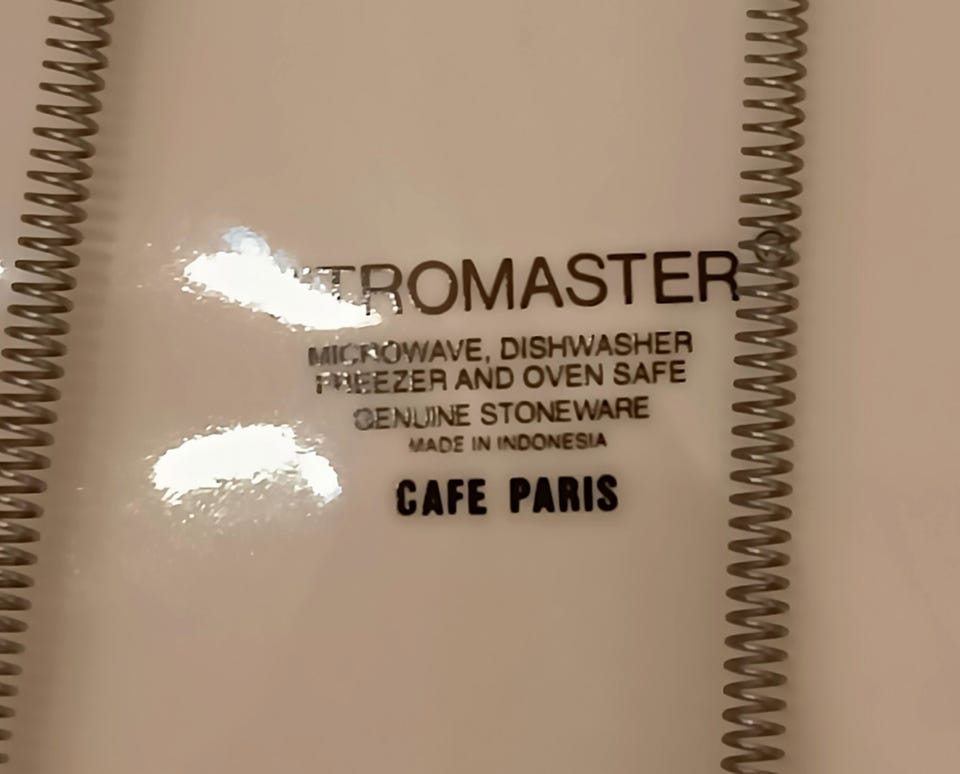 TROMASTER®
MICROWAVE, DISHWASHER
FREEZER AND OVEN SAFE
GENUINE STONEWARE
MADE IN INDONESIA
CAFE PARIS